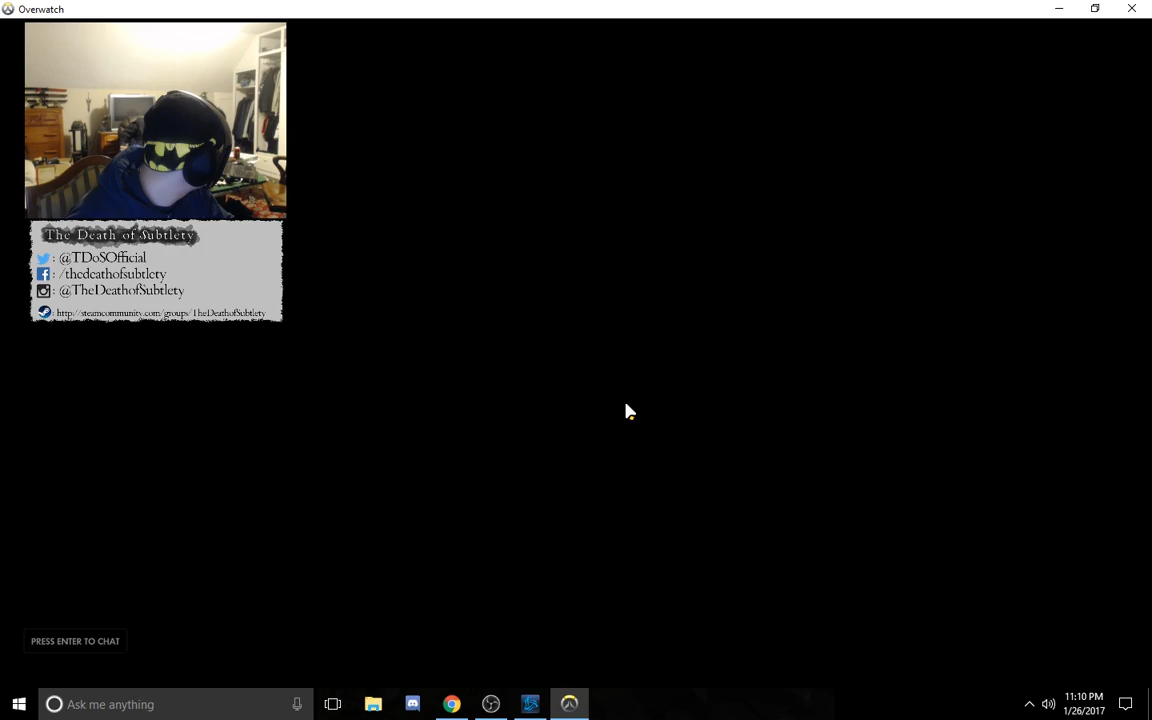 Overwatch
The Death of Subtlety
: @TDoSOfficial
: /thedeathofsubtlety
: @TheDeathofSubtlety
: http://steamcommunity.com/groups/TheDeathofSubtlety
PRESS ENTER TO CHAT
Ask me anything
11:10 PM
1/26/2017